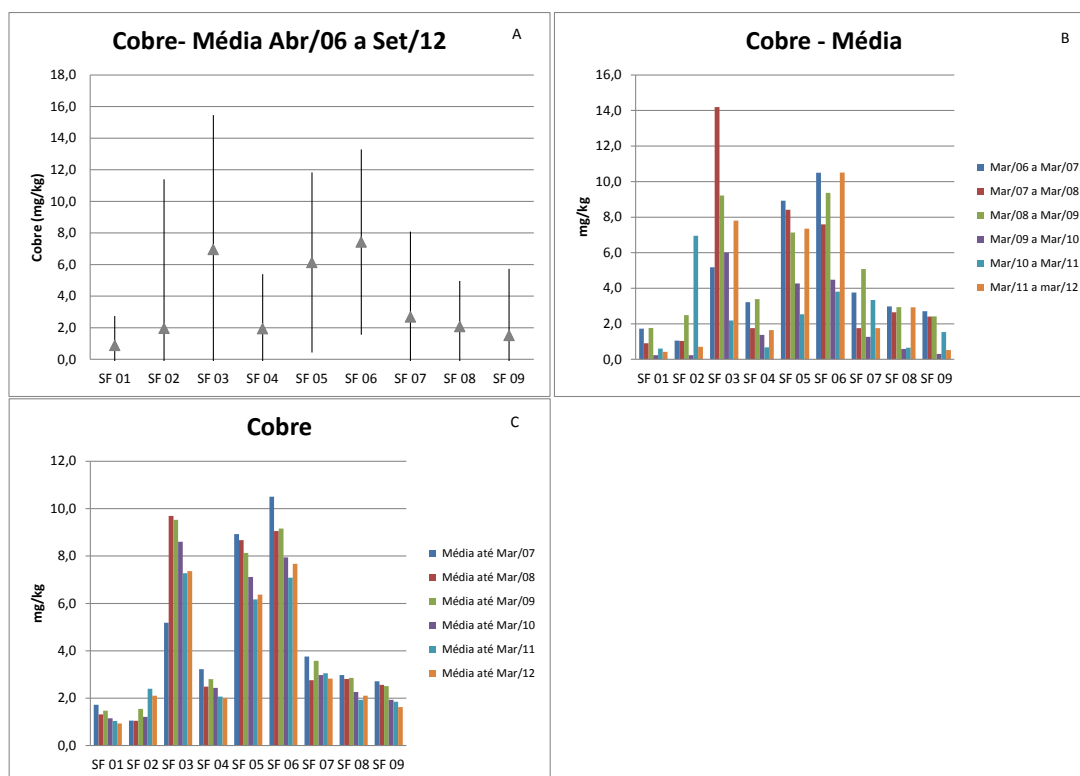 Cobre- Média Abr/06 a Set/12
A
Cobre (mg/kg)
18,0
16,0
14,0
12,0
10,0
8,0
6,0
4,0
2,0
0,0
SF 01 SF 02 SF 03 SF 04 SF 05 SF 06 SF 07 SF 08 SF 09
Cobre - Média
B
mg/kg
16,0
14,0
12,0
10,0
8,0
6,0
4,0
2,0
0,0
SF 01 SF 02 SF 03 SF 04 SF 05 SF 06 SF 07 SF 08 SF 09
Mar/06 a Mar/07
Mar/07 a Mar/08
Mar/08 a Mar/09
Mar/09 a Mar/10
Mar/10 a Mar/11
Mar/11 a mar/12
Cobre
C
mg/kg
12,0
10,0
8,0
6,0
4,0
2,0
0,0
SF 01 SF 02 SF 03 SF 04 SF 05 SF 06 SF 07 SF 08 SF 09
Média até Mar/07
Média até Mar/08
Média até Mar/09
Média até Mar/10
Média até Mar/11
Média até Mar/12